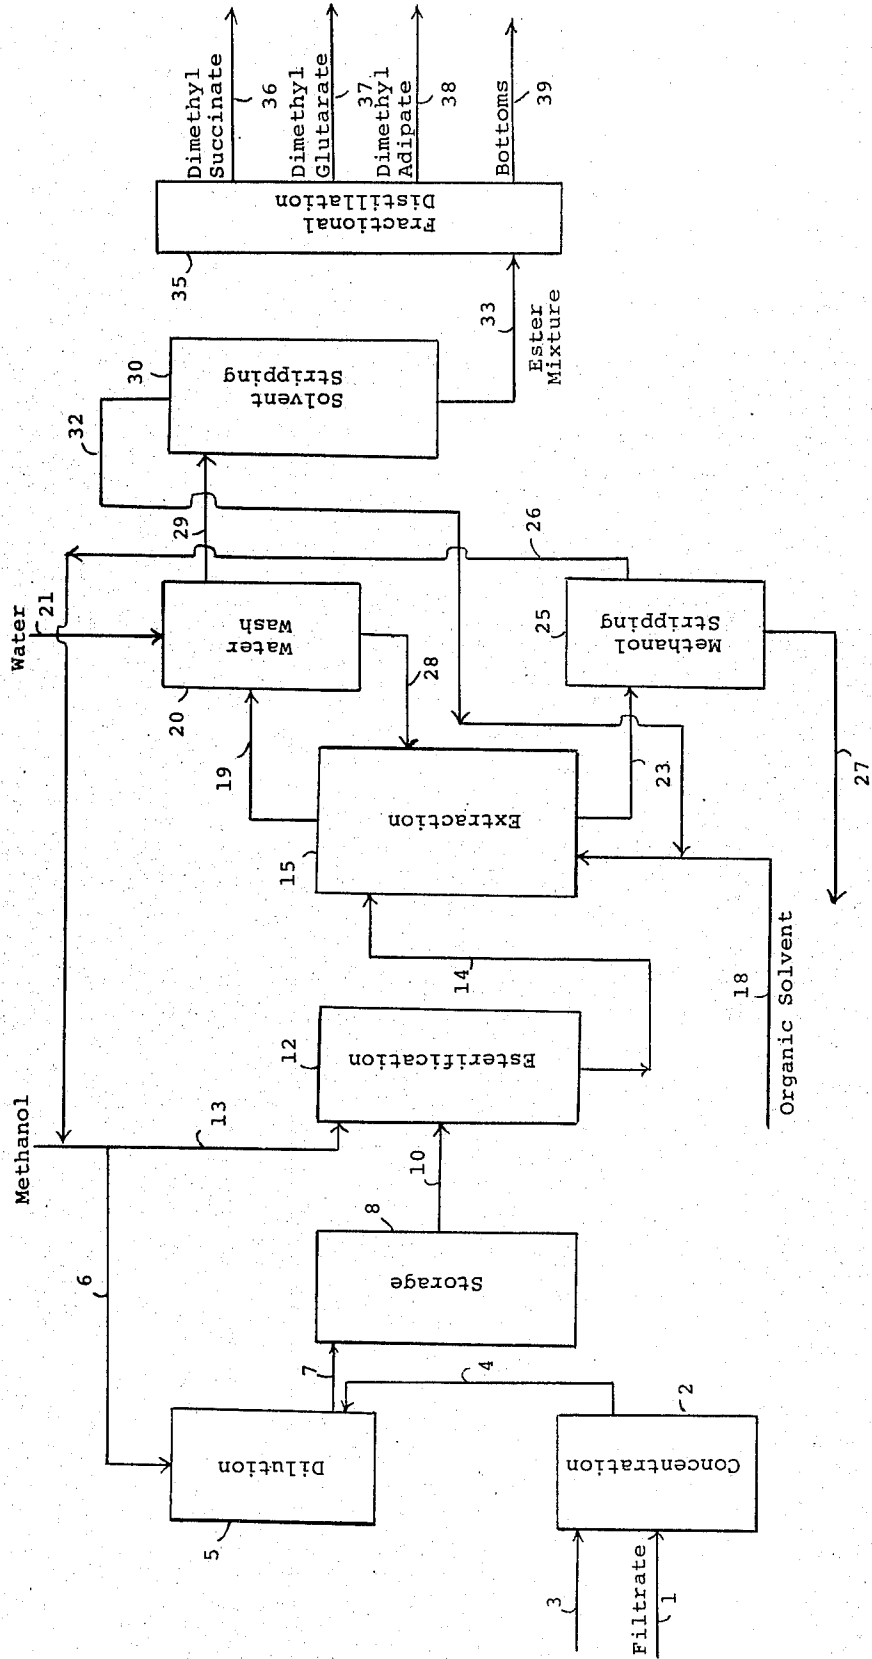 Filtrate
1
3
Concentration
2
4
Dilution
5
6
7
Storage
8
10
Methanol
13
Esterification
12
14
Organic Solvent
18
Extraction
15
19
23
28
Water
21
Water
Wash
20
Methanol
Stripping
25
26
27
29
Solvent
Stripping
30
32
33
Ester
Mixture
Fractional
Distillation
35
Dimethyl
Succinate
36
Dimethyl
Glutarate
37
Dimethyl
Adipate
38
Bottoms
39